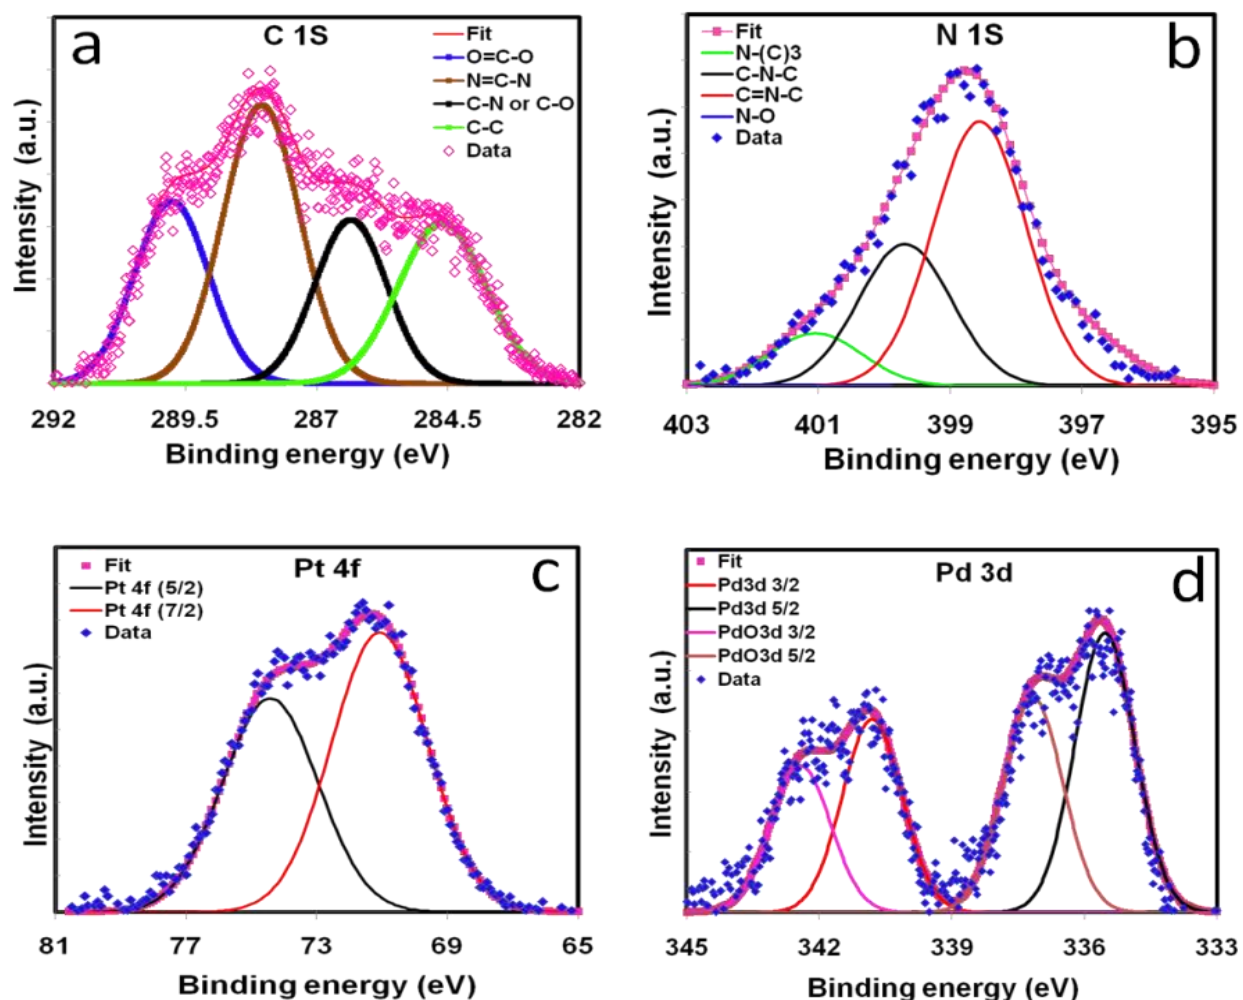 a
C 1S
Fit
O=C-O
N=C-N
C-N or C-O
C-C
Data
Intensity (a.u.)
292 289.5 287 284.5 282
Binding energy (eV)
b
N 1S
Fit
N-(C)3
C-N-C
C=N-C
N-O
Data
Intensity (a.u.)
403 401 399 397 395
Binding energy (eV)
c
Pt 4f
Fit
Pt 4f (5/2)
Pt 4f (7/2)
Data
Intensity (a.u.)
81 77 73 69 65
Binding energy (eV)
d
Pd 3d
Fit
Pd3d 3/2
Pd3d 5/2
PdO3d 3/2
PdO3d 5/2
Data
Intensity (a.u.)
345 342 339 336 333
Binding energy (eV)